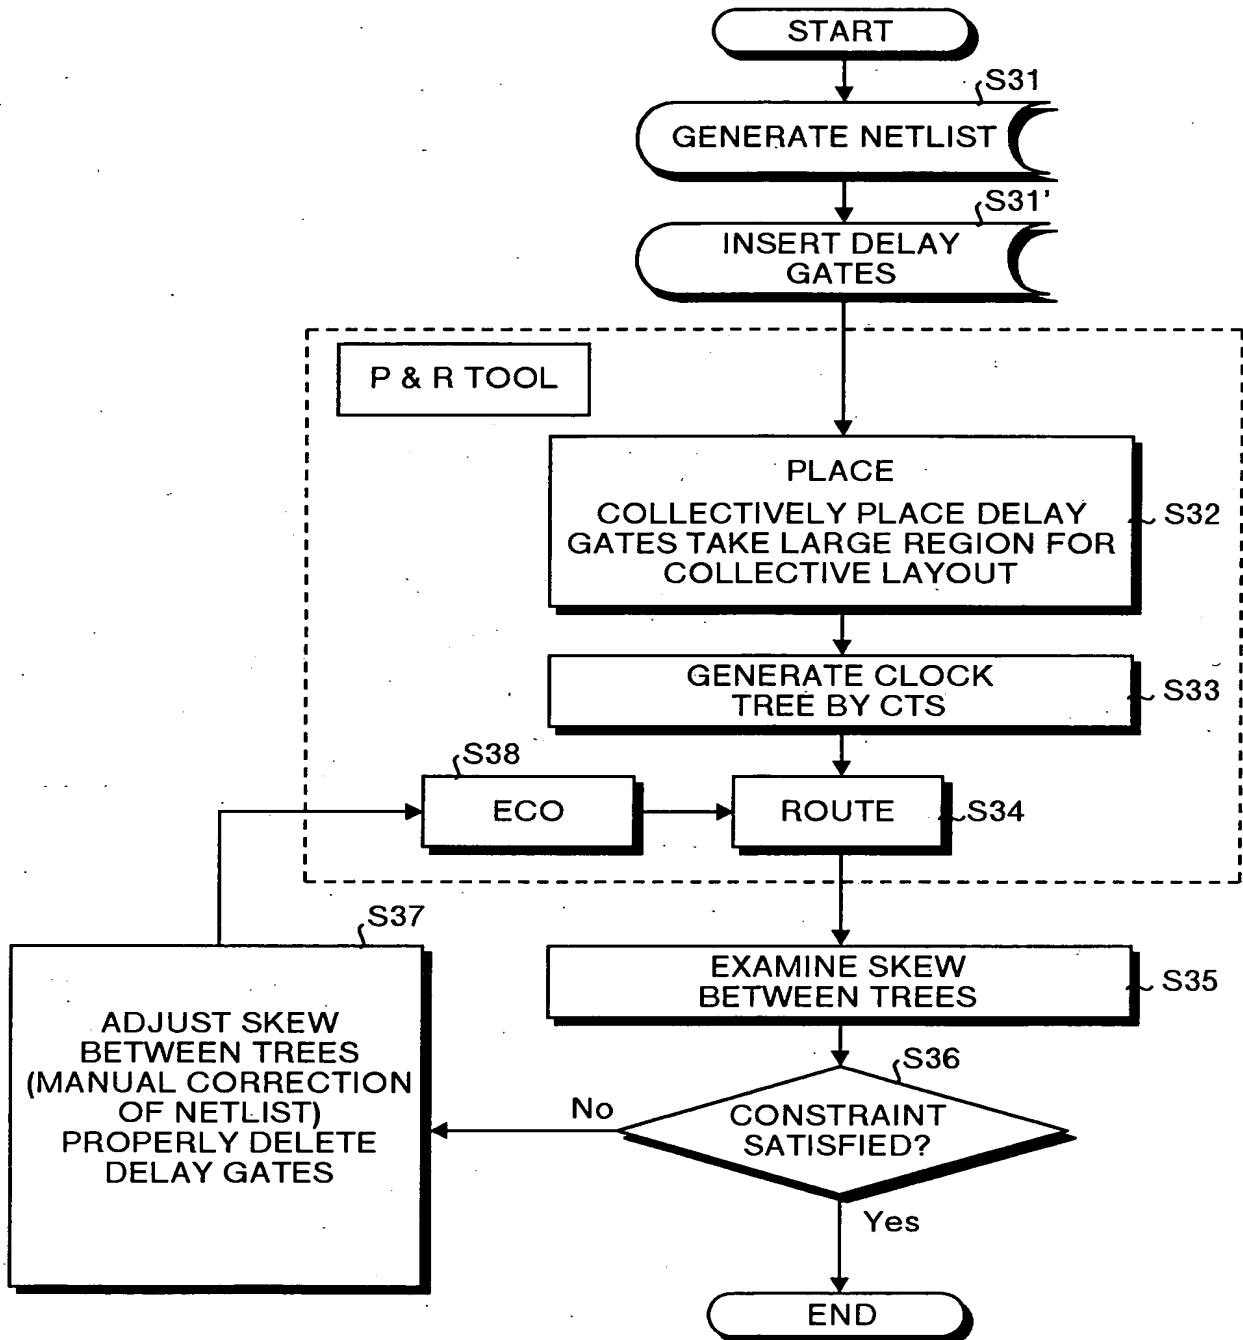 START
S31
GENERATE NETLIST
S31'
INSERT DELAY
GATES
P & R TOOL
PLACE
COLLECTIVELY PLACE DELAY
GATES TAKE LARGE REGION FOR
COLLECTIVE LAYOUT
S32
GENERATE CLOCK
TREE BY CTS
S33
S38
ECO
ROUTE
S34
S37
ADJUST SKEW
BETWEEN TREES
(MANUAL CORRECTION
OF NETLIST)
PROPERLY DELETE
DELAY GATES
EXAMINE SKEW
BETWEEN TREES
S35
S36
CONSTRAINT
SATISFIED?
No
Yes
END